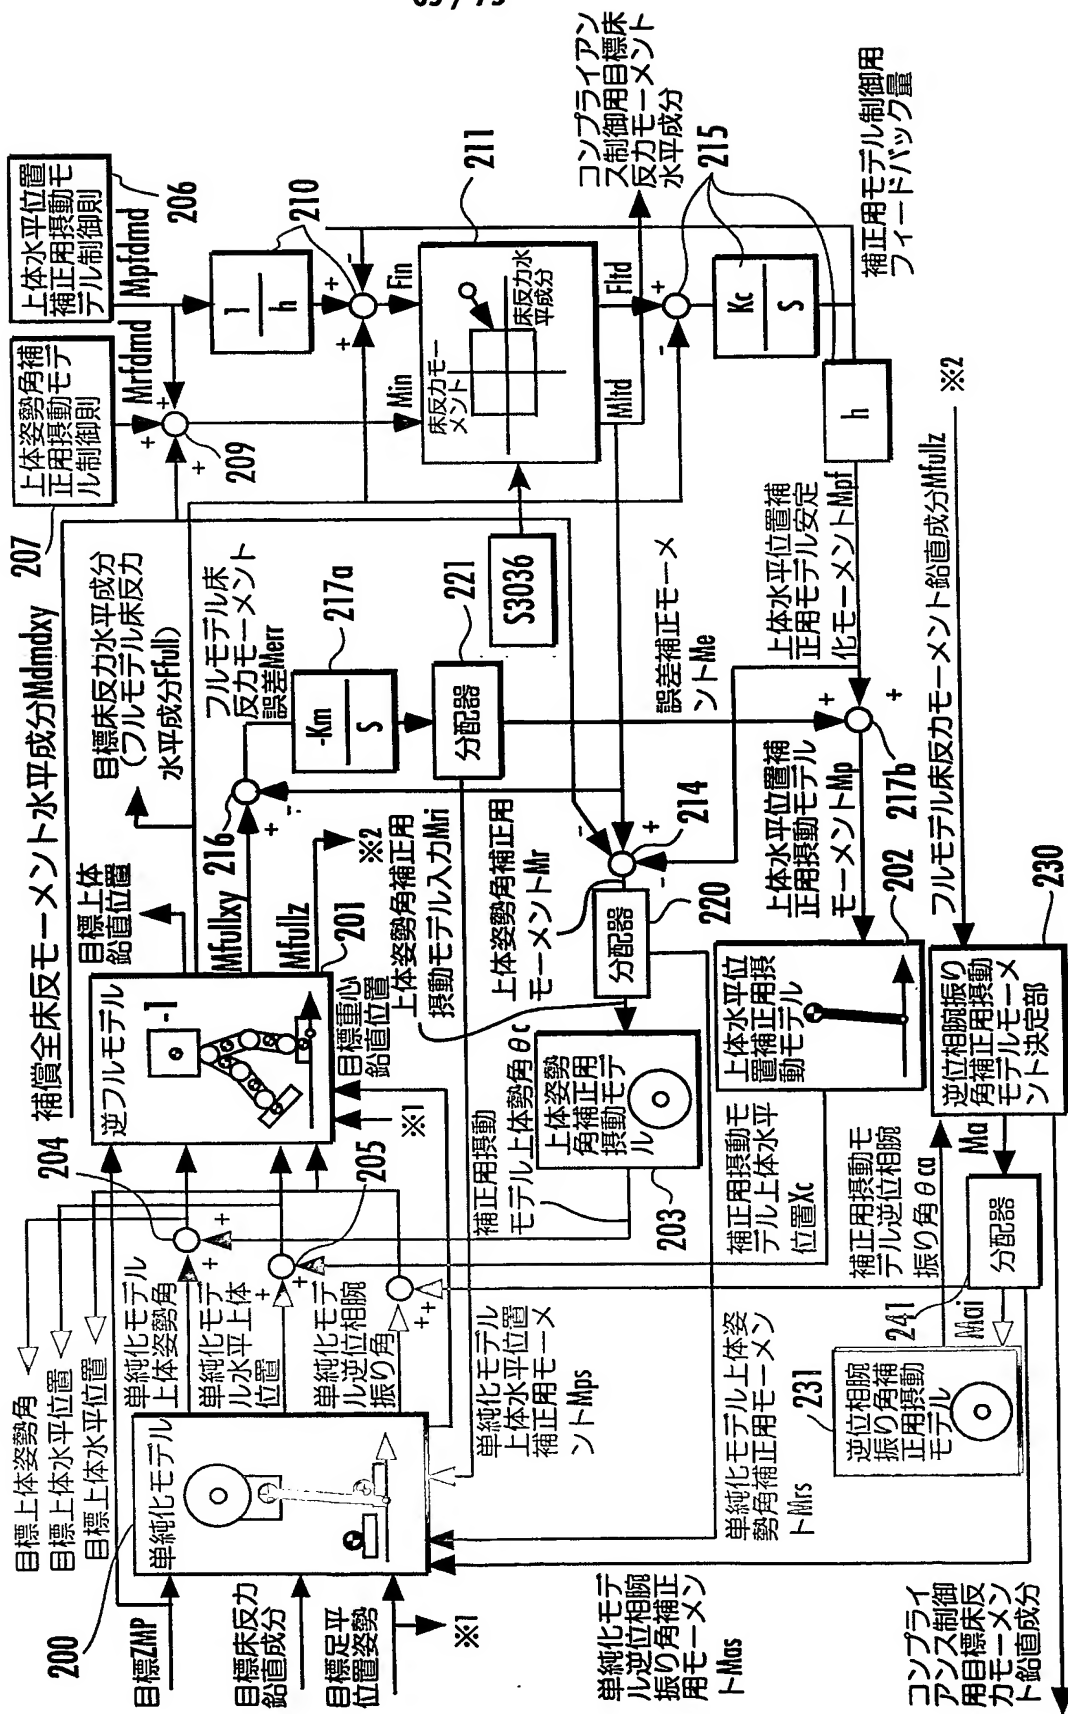 65 / 73
上体水平位置
補正用摂動モ
デル制御則
206
Mpfdmd
上体姿勢角補
正用摂動モデ
ル制御則
207
Mrfdmd
補償全床反モーメント水平成分Mdmdxy
目標床反力水平成分
(フルモデル床反力
水平成分Ffull)
目標上体
鉛直位置
+
+
+
209
1
h
210
+
+
-
Fin
Min
211
床反力モー
メント
床反力水
平成分
S3036
Mltd
Fltd
コンプライアン
ス制御用目標床
反力モーメント
水平成分
215
+
-
Kc
S
h
補正用モデル制御用
フィードバック量
フルモデル床
反力モーメント
誤差Merr
217a
-Km
S
221
分配器
誤差補正モーメ
ントMe
上体水平位置補
正用モデル安定
化モーメントMpf
Mfullxy
Mfullz
216
+
-
※2
201
逆フルモデル
-1
目標重心
鉛直位置
※1
上体姿勢角補正用
摂動モデル入力Mri
上体姿勢角補正用
モーメントMr
-
+
-
214
220
分配器
+
+
217b
上体水平位置補
正用摂動モデル
モーメントMp
フルモデル床反力モーメント鉛直成分Mfullz
※2
202
上体水平位
置補正用摂
動モデル
230
逆位相腕振り
角補正用摂動
モデルモーメ
ント決定部
補正用摂動
モデル上体姿勢角θc
上体姿勢
角補正用
摂動モデ
ル
203
補正用摂動モ
デル上体水平
位置Xc
補正用摂動モ
デル逆位相腕
振り角θca
Ma
分配器
241
Mai
231
逆位相腕
振り角補
正用摂動
モデル
204
205
+
+
+
+
+
+
目標上体姿勢角
目標上体水平位置
目標上体水平位置
単純化モデル
上体姿勢角
単純化モデ
ル水平上体
位置
単純化モデ
ル逆位相腕
振り角
単純化モデル
上体水平位置
補正用モーメ
ントMps
単純化モデル上体姿
勢角補正用モーメン
トMrs
200
単純化モデル
目標ZMP
目標床反力
鉛直成分
目標足平
位置姿勢
※1
単純化モデ
ル逆位相腕
振り角補正
用モーメン
トMas
コンプライ
アンス制御
用目標床反
力モーメン
ト鉛直成分